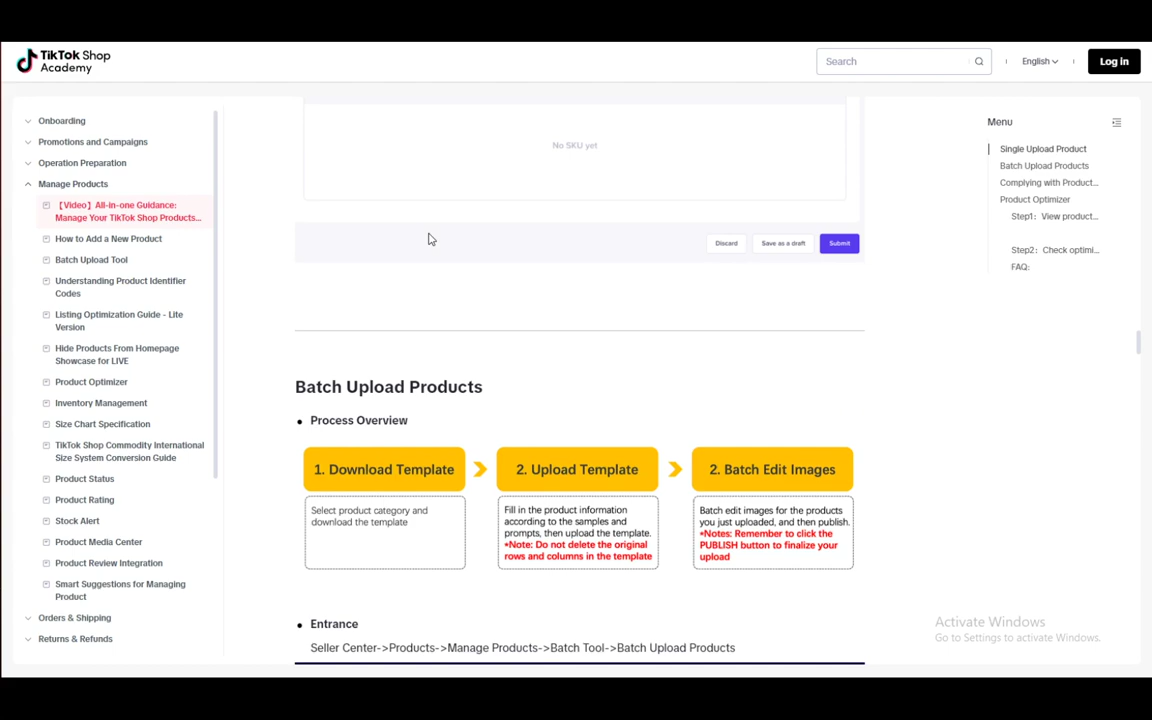 TikTok Shop
Academy
Search
English
Log in
Onboarding
Promotions and Campaigns
Operation Preparation
Manage Products
【Video】All-in-one Guidance:
Manage Your TikTok Shop Products...
How to Add a New Product
Batch Upload Tool
Understanding Product Identifier
Codes
Listing Optimization Guide - Lite
Version
Hide Products From Homepage
Showcase for LIVE
Product Optimizer
Inventory Management
Size Chart Specification
TikTok Shop Commodity International
Size System Conversion Guide
Product Status
Product Rating
Stock Alert
Product Media Center
Product Review Integration
Smart Suggestions for Managing
Product
Orders & Shipping
Returns & Refunds
No SKU yet
Discard
Save as a draft
Submit
Batch Upload Products
Process Overview
1. Download Template
Select product category and
download the template
2. Upload Template
Fill in the product information
according to the samples and
prompts, then upload the template.
*Note: Do not delete the original
rows and columns in the template
2. Batch Edit Images
Batch edit images for the products
you just uploaded, and then publish.
*Notes: Remember to click the
PUBLISH button to finalize your
upload
Entrance
Seller Center->Products->Manage Products->Batch Tool->Batch Upload Products
Menu
Single Upload Product
Batch Upload Products
Complying with Product...
Product Optimizer
Step1：View product...
Step2：Check optimi...
FAQ:
Activate Windows
Go to Settings to activate Windows.